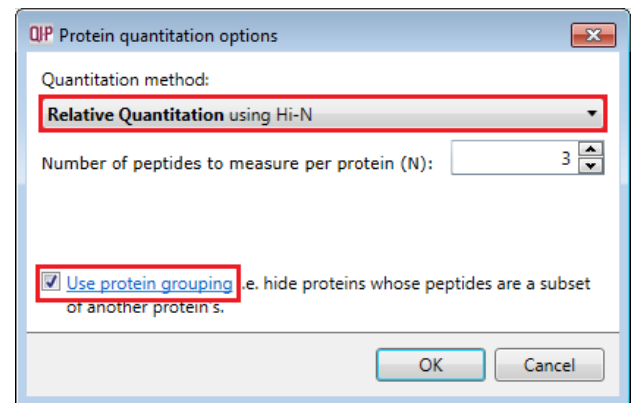 QIP Protein quantitation options
Quantitation method:
Relative Quantitation using Hi-N
Number of peptides to measure per protein (N): 3
Use protein grouping .e. hide proteins whose peptides are a subset
of another protein's.
OK Cancel